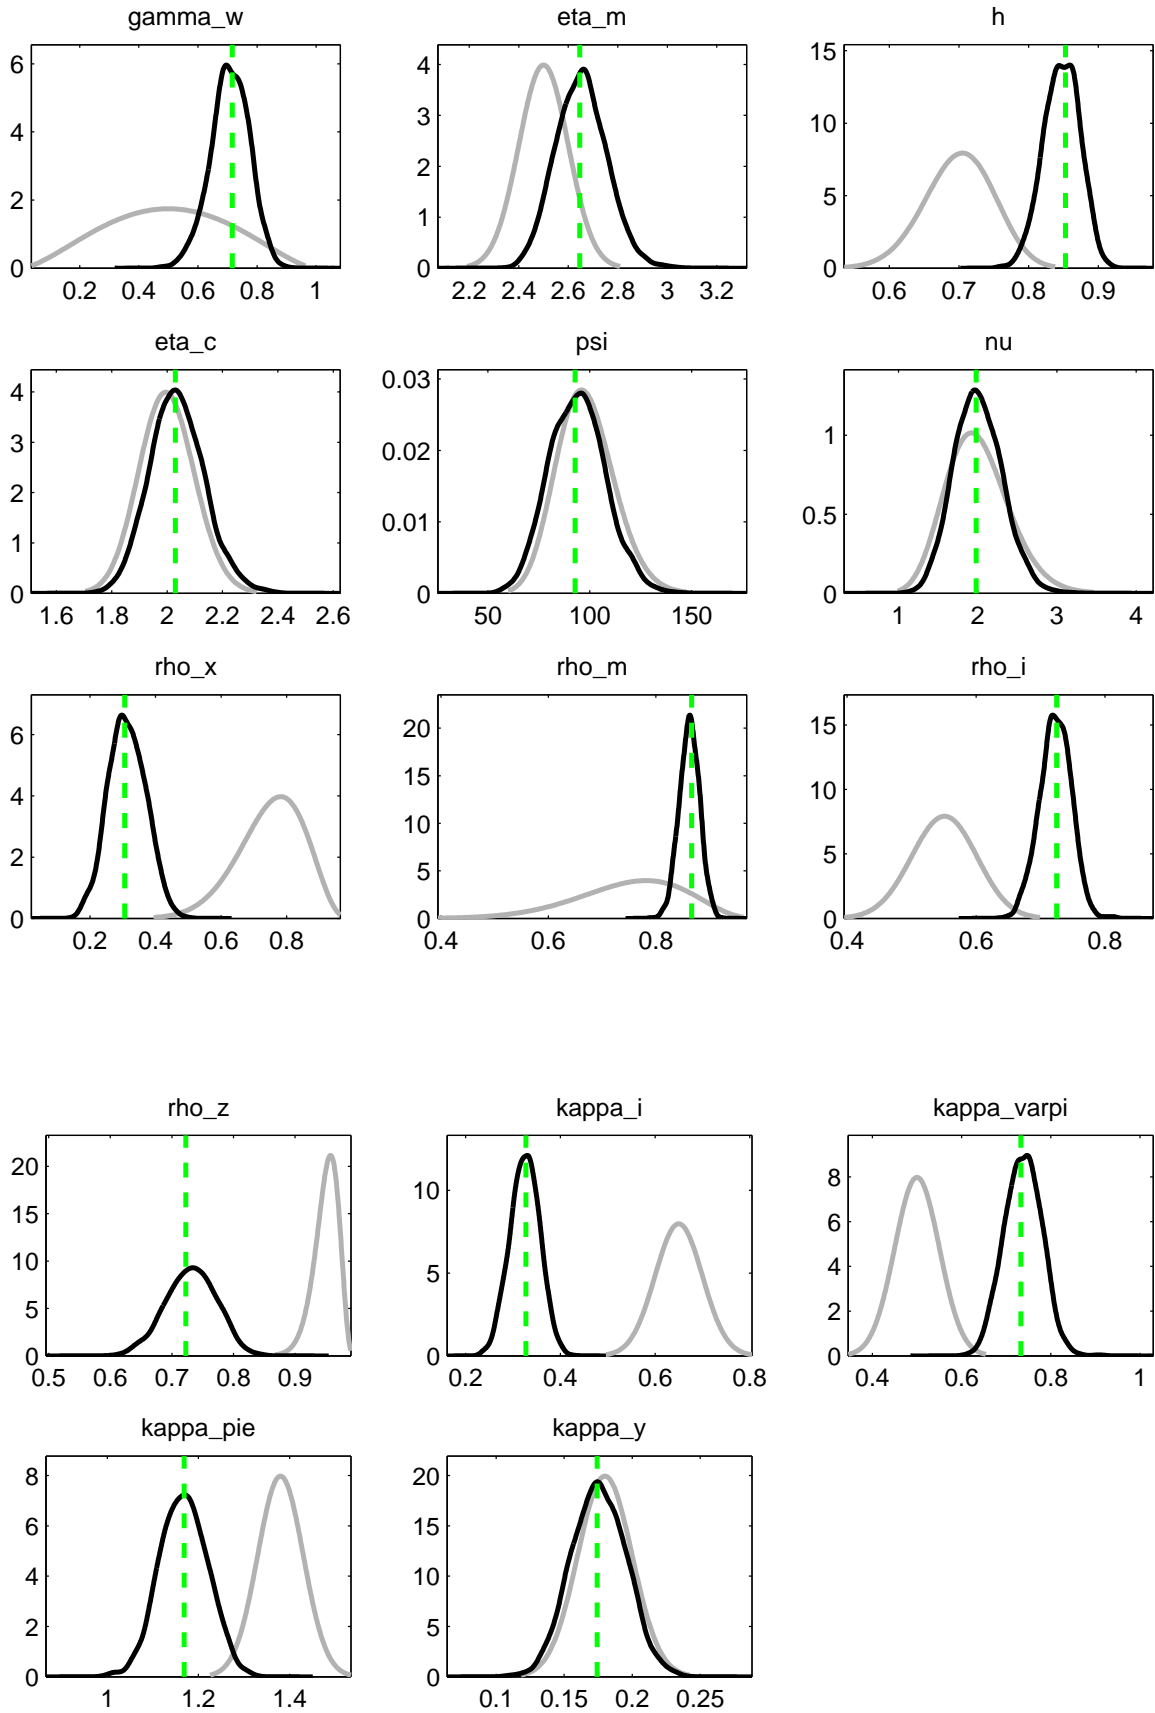 gamma_w eta_m h
6 4 15
4 3 10
2 2 5
0 1 0
0
0.2 0.4 0.6 0.8 1 2.2 2.4 2.6 2.8 3 3.2 0.6 0.7 0.8 0.9
eta_c psi nu
4 0.03 1
3 0.02 0.5
2 0.01 0
1 0
0
1.6 1.8 2 2.2 2.4 2.6 50 100 150 1 2 3 4
rho_x rho_m rho_i
6 20 15
4 15 10
2 10 5
0 5 0
0
0.2 0.4 0.6 0.8 0.4 0.6 0.8 0.4 0.6 0.8
rho_z kappa_i kappa_varpi
20 10 8
15 5 6
10 0 4
5 2
0 0
0.5 0.6 0.7 0.8 0.9 0.2 0.4 0.6 0.8 0.4 0.6 0.8 1
kappa_pie kappa_y
8 20
6 15
4 10
2 5
0 0
1 1.2 1.4 0.1 0.15 0.2 0.25